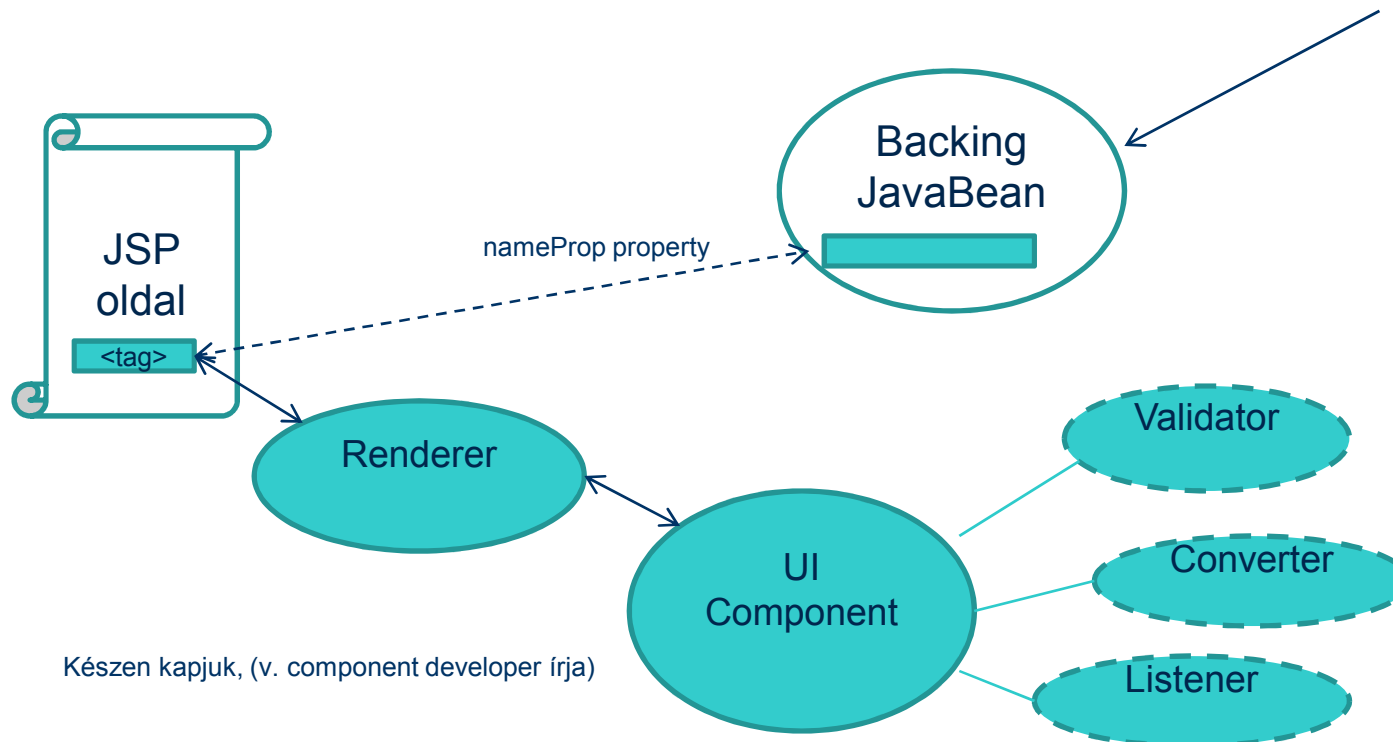 Backing
JavaBean
nameProp property
JSP
oldal
<tag>
Renderer
Validator
UI
Component
Converter
Listener
Készen kapjuk, (v. component developer írja)